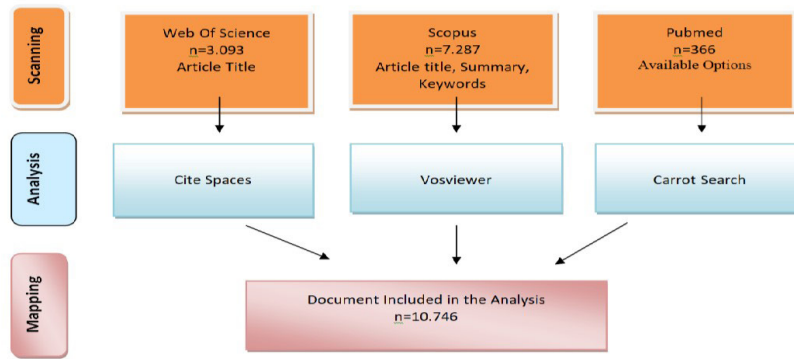 Scanning
Web Of Science
n=3.093
Article Title
Scopus
n=7.287
Article title, Summary,
Keywords
Pubmed
n=366
Available Options
Analysis
Cite Spaces
Vosviewer
Carrot Search
Mapping
Document Included in the Analysis
n=10.746